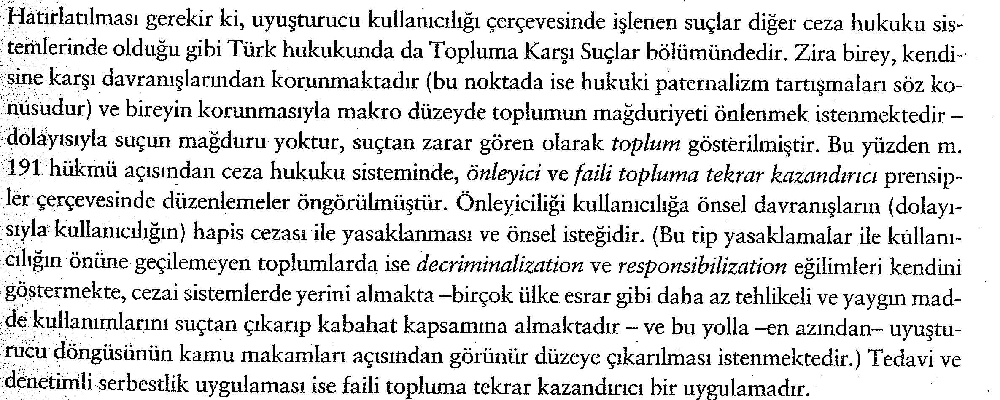 Hatırlatılması gerekir ki, uyuşturucu kullanıcılığı çerçevesinde işlenen suçlar diğer ceza hukuku sis-
temlerinde olduğu gibi Türk hukukunda da Topluma Karşı Suçlar bölümündedir. Zira birey, kendi-
sine karşı davranışlarından korunmaktadır (bu noktada ise hukuki paternalizm tartışmaları söz ko-
nusudur) ve bireyin korunmasıyla makro düzeyde toplumun mağduriyeti önlenmek istenmektedir –
dolayısıyla suçun mağduru yoktur, suçtan zarar gören olarak toplum gösterilmiştir. Bu yüzden m.
191 hükmü açısından ceza hukuku sisteminde, önleyici ve faili topluma tekrar kazandırıcı prensip-
ler çerçevesinde düzenlemeler öngörülmüştür. Önleyiciliği kullanıcılığa önsel davranışların (dolayı-
sıyla kullanıcılığın) hapis cezası ile yasaklanması ve önsel isteğidir. (Bu tip yasaklamalar ile kullanı-
cılığın önüne geçilemeyen toplumlarda ise decriminalization ve responsibilization eğilimleri kendini
göstermekte, cezai sistemlerde yerini almakta –birçok ülke esrar gibi daha az tehlikeli ve yaygın mad-
de kullanımlarını suçtan çıkarıp kabahat kapsamına almaktadır – ve bu yolla –en azından– uyuştu-
rucu döngüsünün kamu makamları açısından görünür düzeye çıkarılması istenmektedir.) Tedavi ve
denetimli serbestlik uygulaması ise faili topluma tekrar kazandırıcı bir uygulamadır.